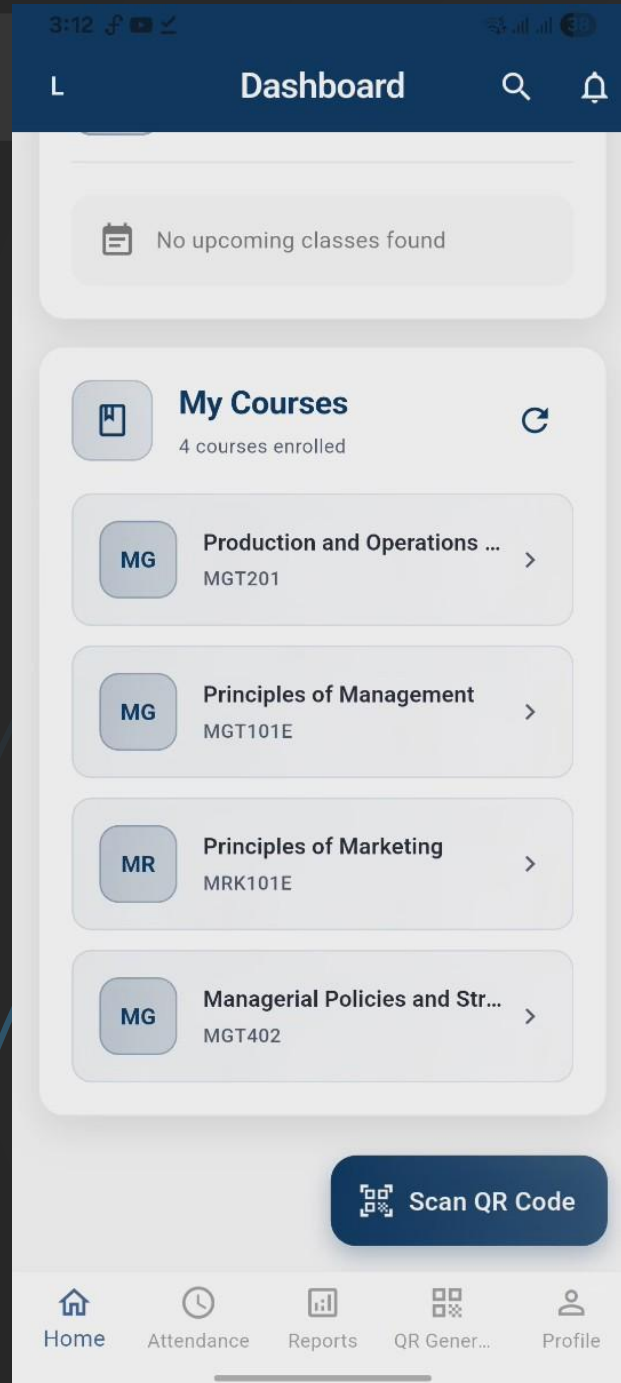 3:12
L
Dashboard
No upcoming classes found
My Courses
4 courses enrolled
MG
Production and Operations ...
MGT201
MG
Principles of Management
MGT101E
MR
Principles of Marketing
MRK101E
MG
Managerial Policies and Str...
MGT402
Scan QR Code
Home
Attendance
Reports
QR Gener...
Profile